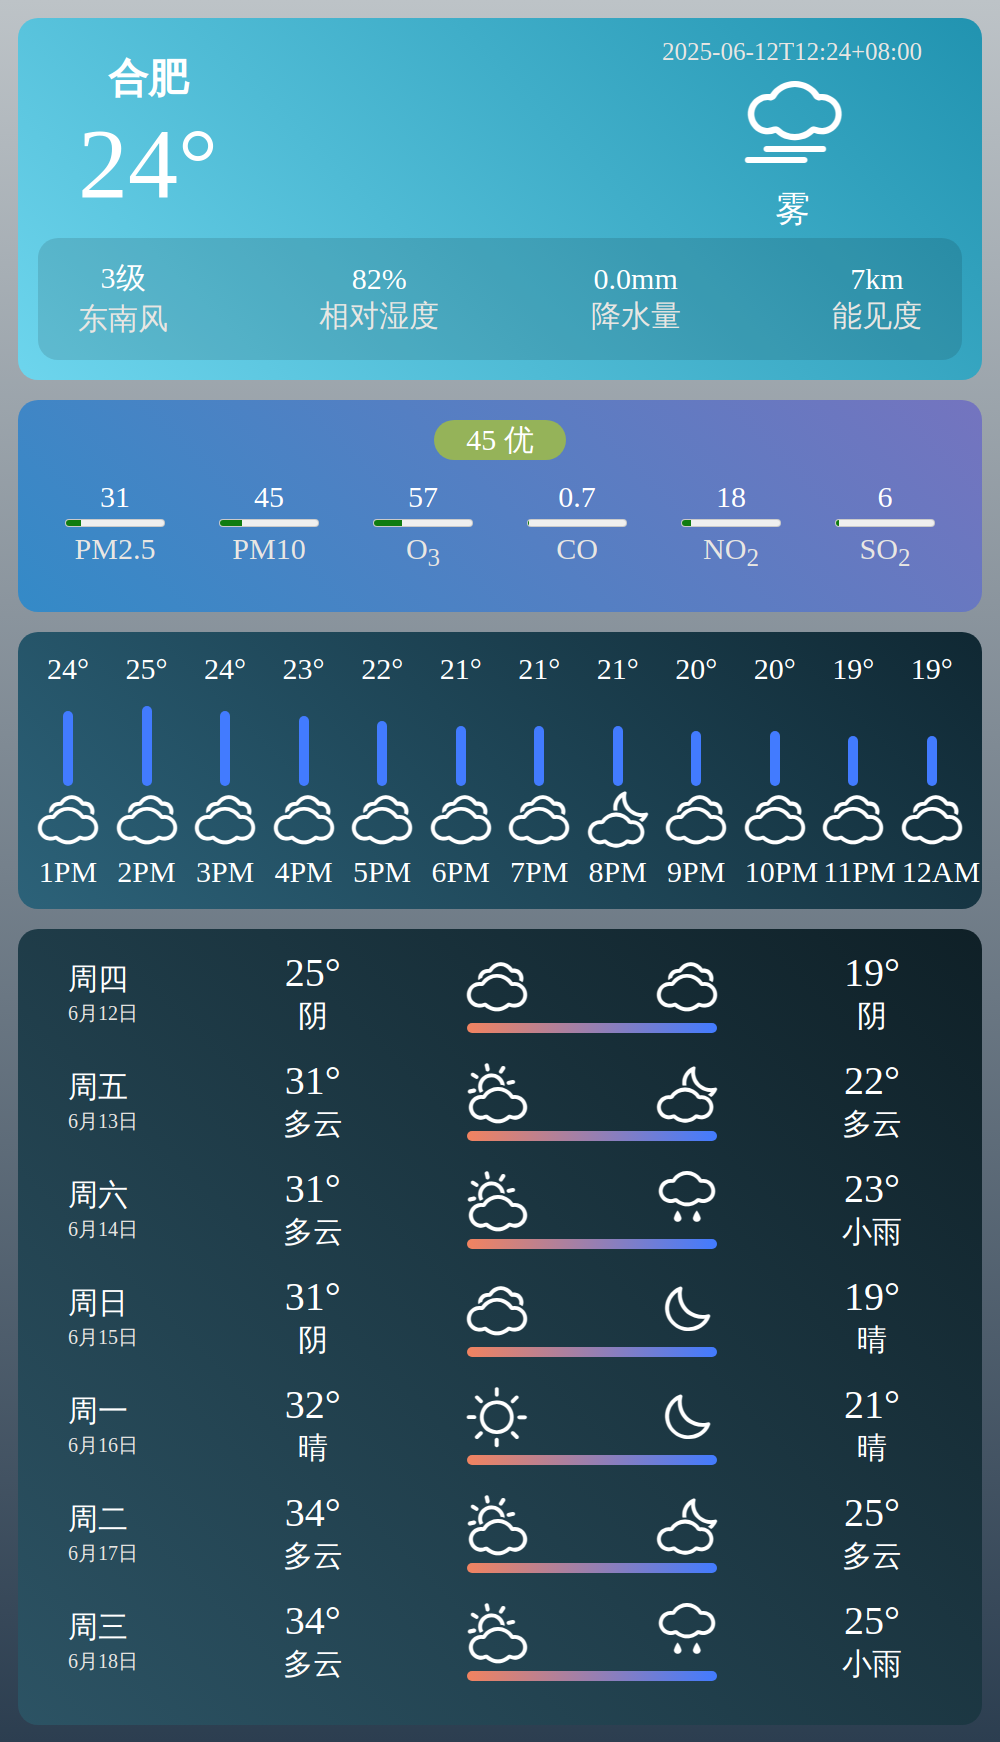 合肥
2025-06-12T12:24+08:00
24°
雾
3级 82% 0.0mm 7km
东南风 相对湿度 降水量 能见度
45 优
31 45 57 0.7 18 6
PM2.5 PM10 O3 CO NO2 SO2
24° 25° 24° 23° 22° 21° 21° 21° 20° 20° 19° 19°
1PM 2PM 3PM 4PM 5PM 6PM 7PM 8PM 9PM 10PM 11PM 12AM
周四 25° 19°
6月12日 阴 阴
周五 31° 22°
6月13日 多云 多云
周六 31° 23°
6月14日 多云 小雨
周日 31° 19°
6月15日 阴 晴
周一 32° 21°
6月16日 晴 晴
周二 34° 25°
6月17日 多云 多云
周三 34° 25°
6月18日 多云 小雨